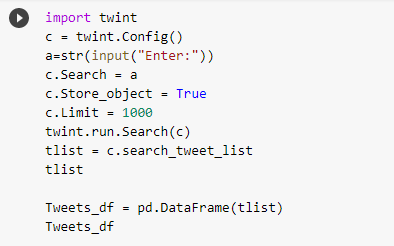 import twint
c = twint.Config()
a=str(input("Enter:"))
c.Search = a
c.Store_object = True
c.Limit = 1000
twint.run.Search(c)
tlist = c.search_tweet_list
tlist
Tweets_df = pd.DataFrame(tlist)
Tweets_df